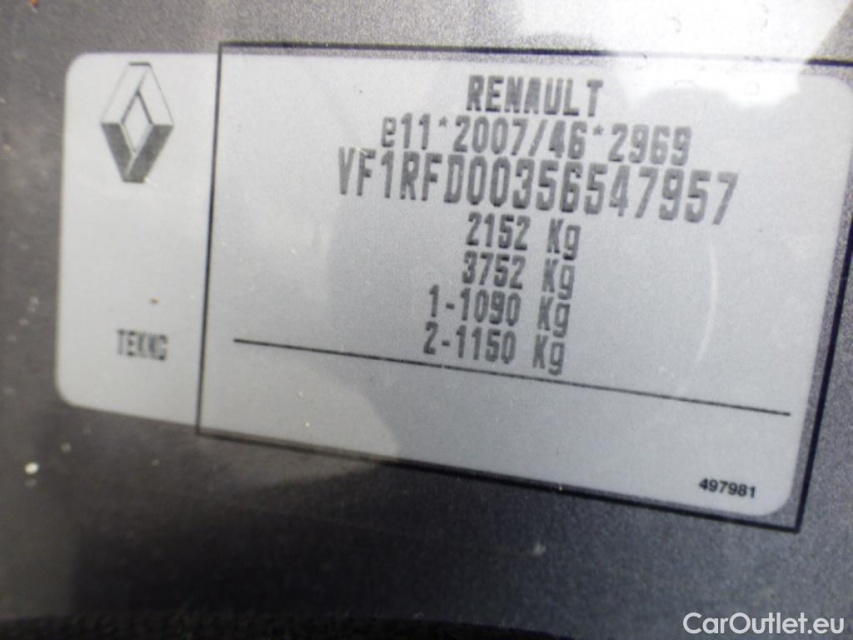 RENAULT
e11*2007/46*2969
VF1RFD00356547957
2152 Kg
3752 Kg
1-1090 Kg
2-1150 Kg
TEKNG
497981
CarOutlet.eu